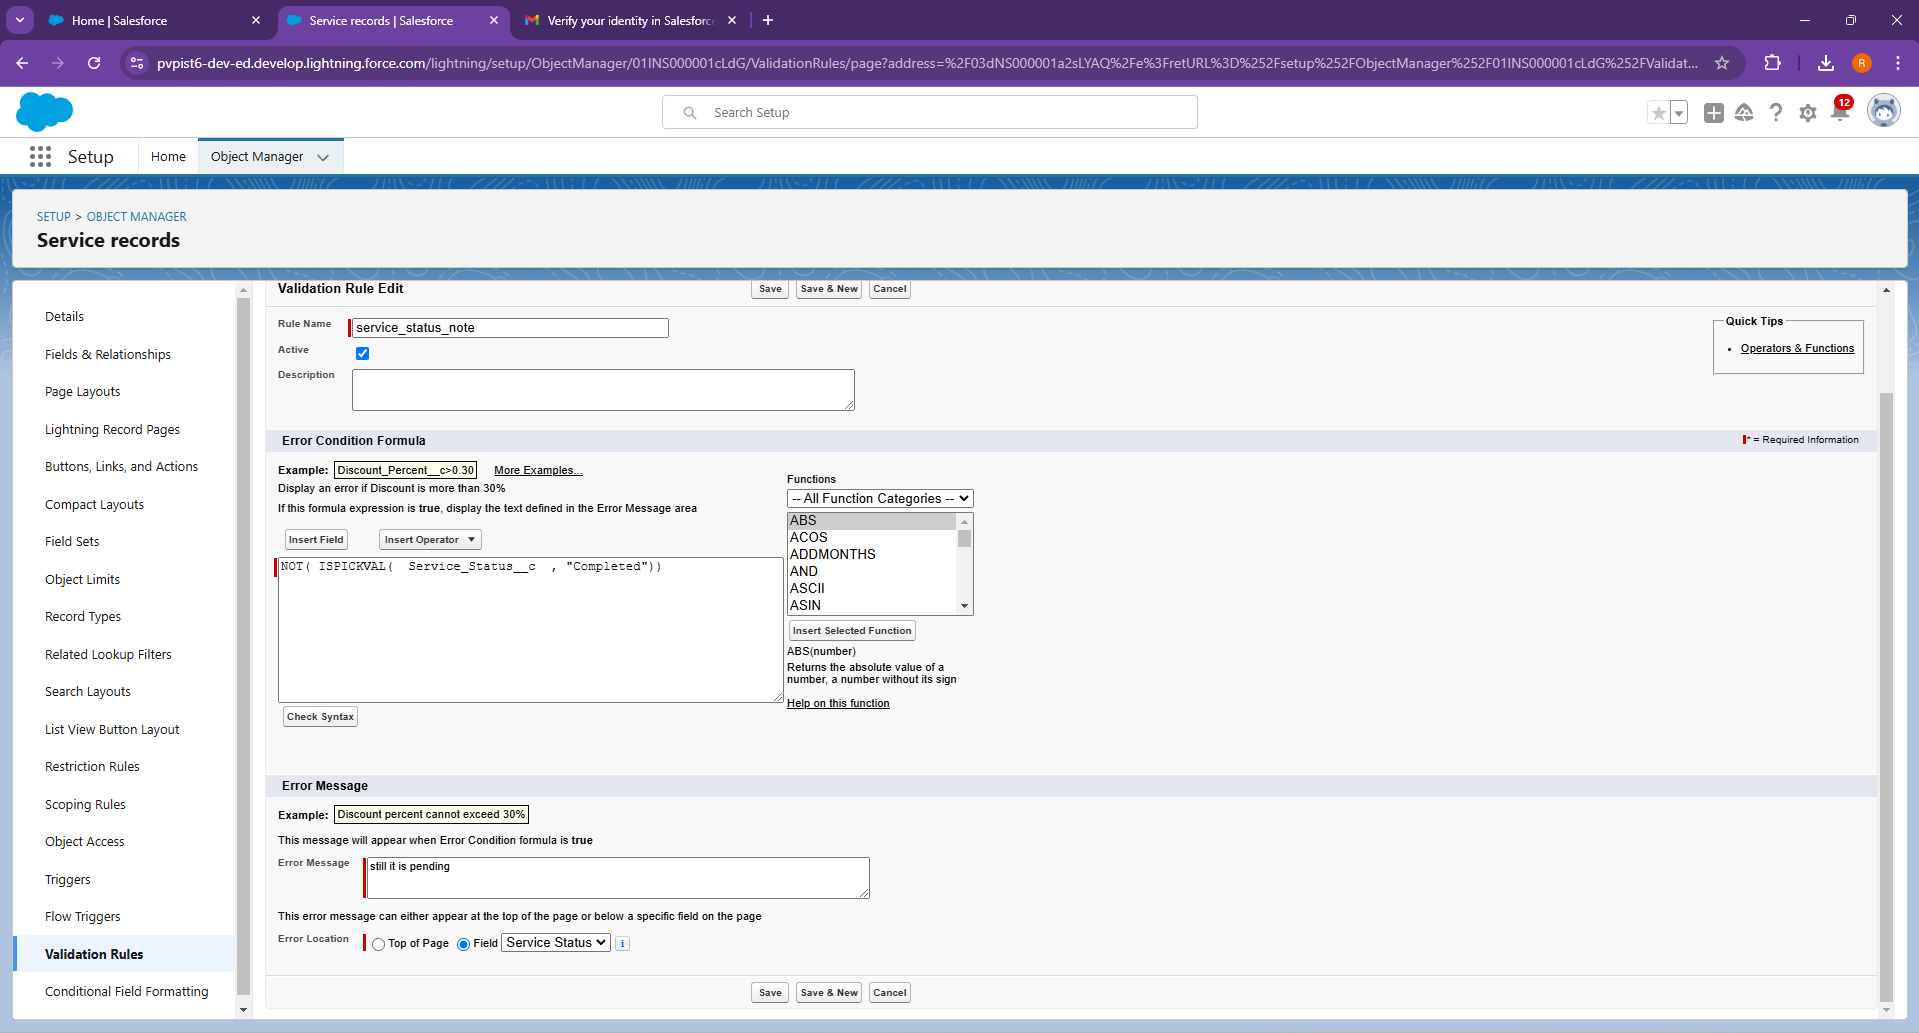 Home | Salesforce
Service records | Salesforce
Verify your identity in Salesforc
pvpist6-dev-ed.develop.lightning.force.com/lightning/setup/ObjectManager/01INS000001cLdG/ValidationRules/page?address=%2F03dNS000001a2sLYAQ%2Fe%3FretURL%3D%252Fsetup%252FObjectManager%252F01INS000001cLdG%252FValidat...
R
Search Setup
12
Setup
Home
Object Manager
SETUP > OBJECT MANAGER
Service records
Details
Fields & Relationships
Page Layouts
Lightning Record Pages
Buttons, Links, and Actions
Compact Layouts
Field Sets
Object Limits
Record Types
Related Lookup Filters
Search Layouts
List View Button Layout
Restriction Rules
Scoping Rules
Object Access
Triggers
Flow Triggers
Validation Rules
Conditional Field Formatting
Validation Rule Edit
Save
Save & New
Cancel
Rule Name
service_status_note
Active
Description
Quick Tips
• Operators & Functions
Error Condition Formula
* = Required Information
Example: Discount_Percent__c>0.30 More Examples...
Display an error if Discount is more than 30%
If this formula expression is true, display the text defined in the Error Message area
Insert Field
Insert Operator
NOT( ISPICKVAL(  Service_Status__c  , "Completed"))
Check Syntax
Functions
-- All Function Categories --
ABS
ACOS
ADDMONTHS
AND
ASCII
ASIN
Insert Selected Function
ABS(number)
Returns the absolute value of a
number, a number without its sign
Help on this function
Error Message
Example: Discount percent cannot exceed 30%
This message will appear when Error Condition formula is true
Error Message
still it is pending
This error message can either appear at the top of the page or below a specific field on the page
Error Location
Top of Page
Field
Service Status
i
Save
Save & New
Cancel